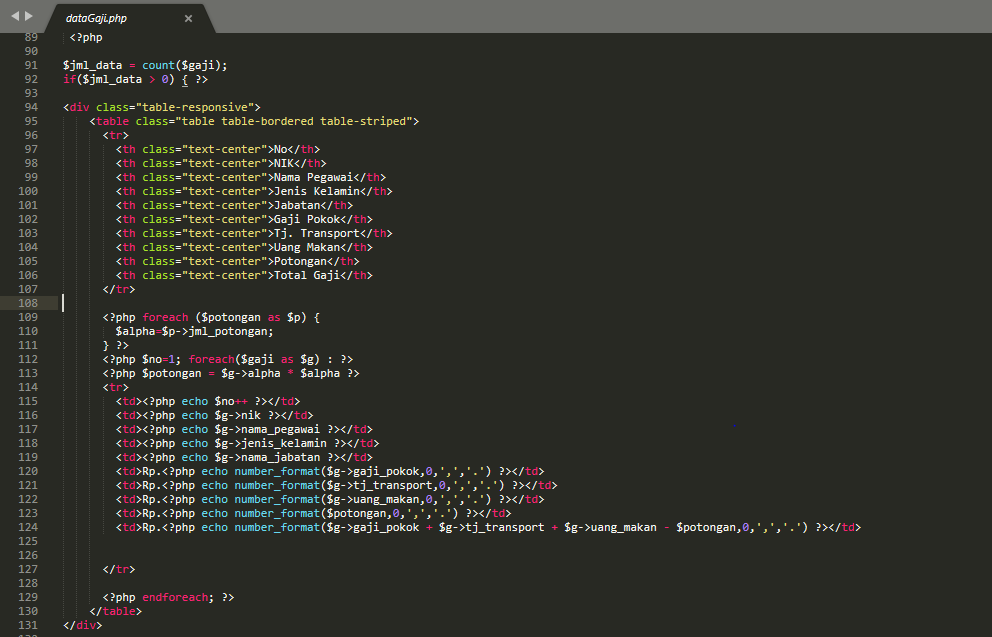 dataGaji.php ×
89 <?php
90
91 $jml_data = count($gaji);
92 if($jml_data > 0) { ?>
93
94 <div class="table-responsive">
95 <table class="table table-bordered table-striped">
96 <tr>
97 <th class="text-center">No</th>
98 <th class="text-center">NIK</th>
99 <th class="text-center">Nama Pegawai</th>
100 <th class="text-center">Jenis Kelamin</th>
101 <th class="text-center">Jabatan</th>
102 <th class="text-center">Gaji Pokok</th>
103 <th class="text-center">Tj. Transport</th>
104 <th class="text-center">Uang Makan</th>
105 <th class="text-center">Potongan</th>
106 <th class="text-center">Total Gaji</th>
107 </tr>
108
109 <?php foreach ($potongan as $p) {
110 $alpha=$p->jml_potongan;
111 } ?>
112 <?php $no=1; foreach($gaji as $g) : ?>
113 <?php $potongan = $g->alpha * $alpha ?>
114 <tr>
115 <td><?php echo $no++ ?></td>
116 <td><?php echo $g->nik ?></td>
117 <td><?php echo $g->nama_pegawai ?></td>
118 <td><?php echo $g->jenis_kelamin ?></td>
119 <td><?php echo $g->nama_jabatan ?></td>
120 <td>Rp.<?php echo number_format($g->gaji_pokok,0,',','.') ?></td>
121 <td>Rp.<?php echo number_format($g->tj_transport,0,',','.') ?></td>
122 <td>Rp.<?php echo number_format($g->uang_makan,0,',','.') ?></td>
123 <td>Rp.<?php echo number_format($potongan,0,',','.') ?></td>
124 <td>Rp.<?php echo number_format($g->gaji_pokok + $g->tj_transport + $g->uang_makan - $potongan,0,',','.') ?></td>
125
126
127 </tr>
128
129 <?php endforeach; ?>
130 </table>
131 </div>